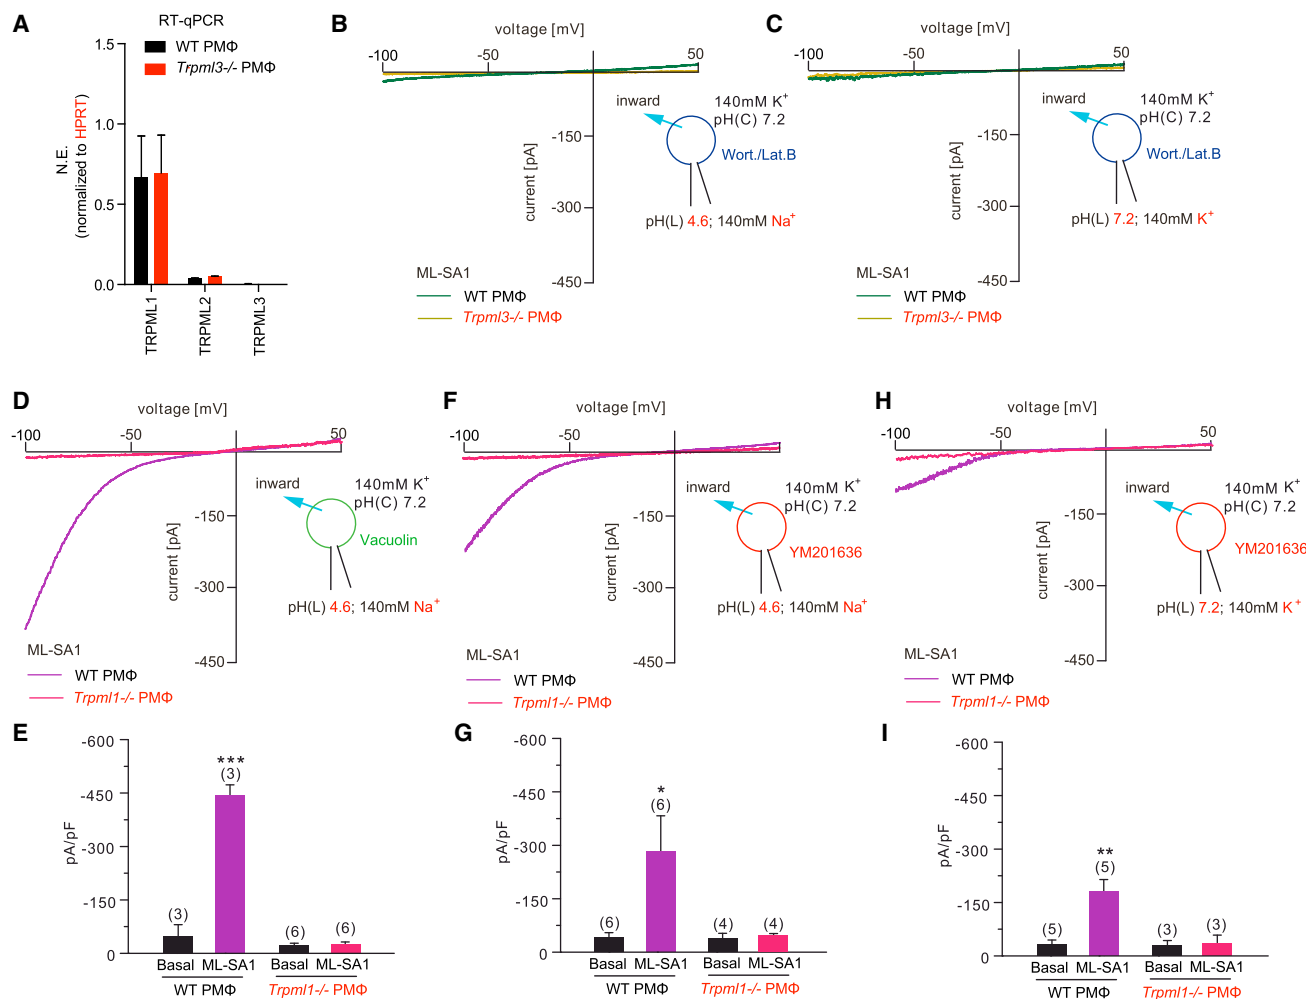 A
RT-qPCR
WT PMΦ
Trpml3-/- PMΦ
N.E.
(normalized to HPRT)
1.5
1.0
0.5
0.0
TRPML1
TRPML2
TRPML3
B
voltage [mV]
-100
-50
50
inward
140mM K+
pH(C) 7.2
-150
Wort./Lat.B
current [pA]
-300
pH(L) 4.6; 140mM Na+
-450
ML-SA1
WT PMΦ
Trpml3-/- PMΦ
C
voltage [mV]
-100
-50
50
inward
140mM K+
pH(C) 7.2
-150
Wort./Lat.B
current [pA]
-300
pH(L) 7.2; 140mM K+
-450
ML-SA1
WT PMΦ
Trpml3-/- PMΦ
D
voltage [mV]
-100
-50
50
inward
140mM K+
pH(C) 7.2
-150
Vacuolin
current [pA]
-300
pH(L) 4.6; 140mM Na+
-450
ML-SA1
WT PMΦ
Trpml1-/- PMΦ
F
voltage [mV]
-100
-50
50
inward
140mM K+
pH(C) 7.2
-150
YM201636
current [pA]
-300
pH(L) 4.6; 140mM Na+
-450
ML-SA1
WT PMΦ
Trpml1-/- PMΦ
H
voltage [mV]
-100
-50
50
inward
140mM K+
pH(C) 7.2
-150
YM201636
current [pA]
-300
pH(L) 7.2; 140mM K+
-450
ML-SA1
WT PMΦ
Trpml1-/- PMΦ
E
pA/pF
-600
-450
-300
-150
0
(3)
***
(3)
(6)
(6)
Basal ML-SA1 Basal ML-SA1
WT PMΦ Trpml1-/- PMΦ
G
pA/pF
-600
-450
-300
-150
0
(6)
*
(6)
(4)
(4)
Basal ML-SA1 Basal ML-SA1
WT PMΦ Trpml1-/- PMΦ
I
pA/pF
-600
-450
-300
-150
0
(5)
**
(5)
(3)
(3)
Basal ML-SA1 Basal ML-SA1
WT PMΦ Trpml1-/- PMΦ